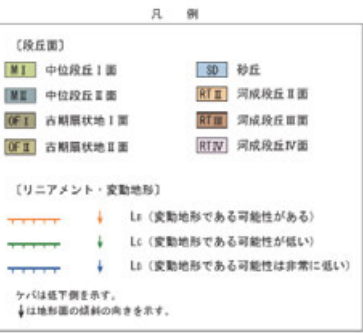 凡 例
〔段丘面〕
MⅠ 中位段丘Ⅰ面 SD 砂丘
MⅡ 中位段丘Ⅱ面 RTⅡ 河成段丘Ⅱ面
OFⅠ 古期扇状地Ⅰ面 RTⅢ 河成段丘Ⅲ面
OFⅡ 古期扇状地Ⅱ面 RTⅣ 河成段丘Ⅳ面
〔リニアメント・変動地形〕
LB（変動地形である可能性がある）
LC（変動地形である可能性が低い）
LD（変動地形である可能性は非常に低い）
ケバは低下側を示す。
↓は地形面の傾斜の向きを示す。